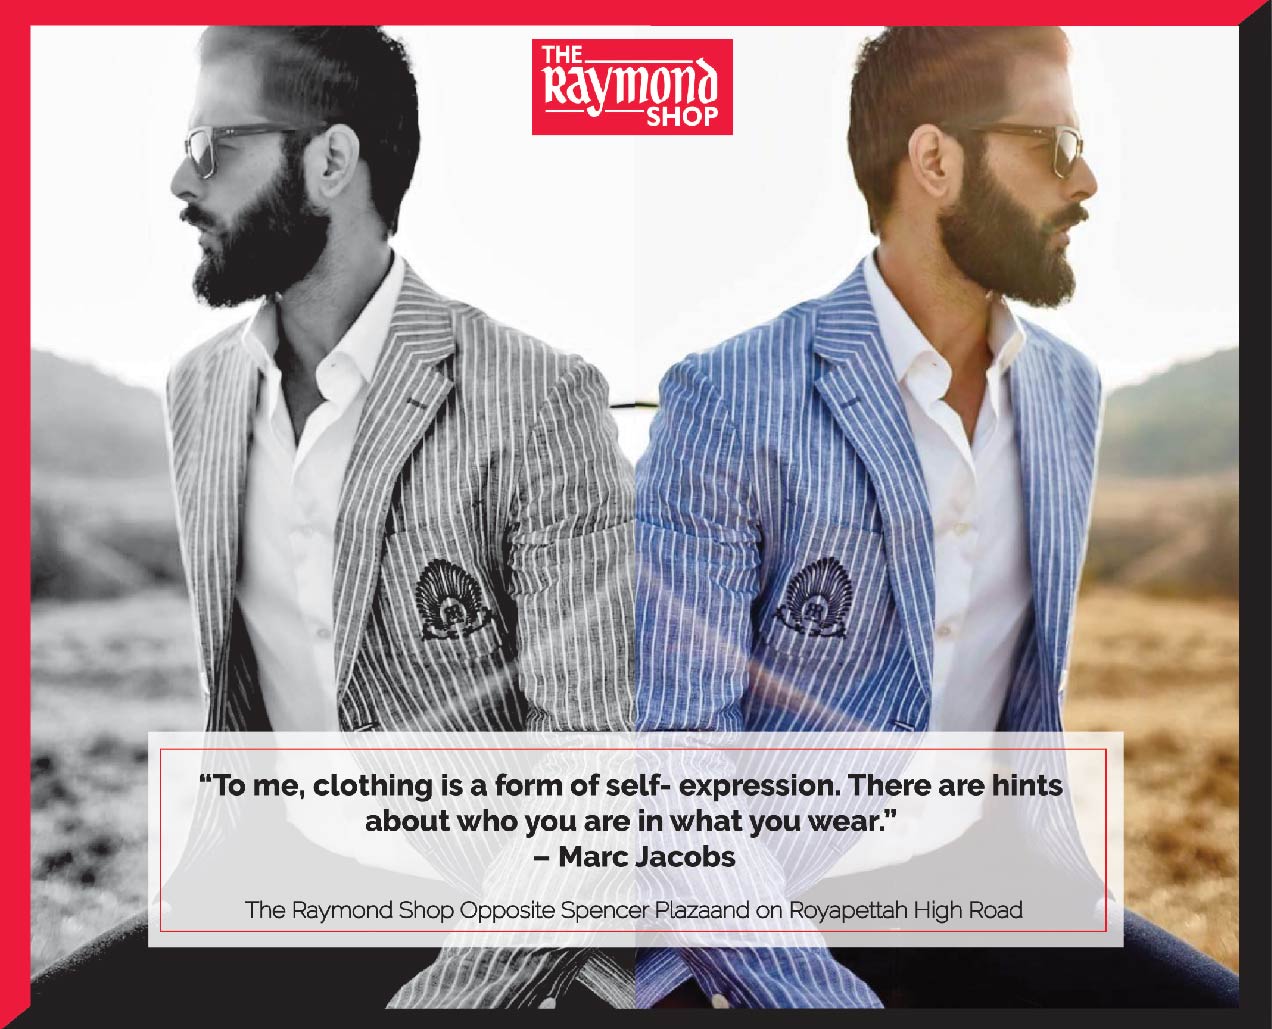 THE
Raymond
SHOP
“To me, clothing is a form of self- expression. There are hints
about who you are in what you wear.”
– Marc Jacobs
The Raymond Shop Opposite Spencer Plazaand on Royapettah High Road